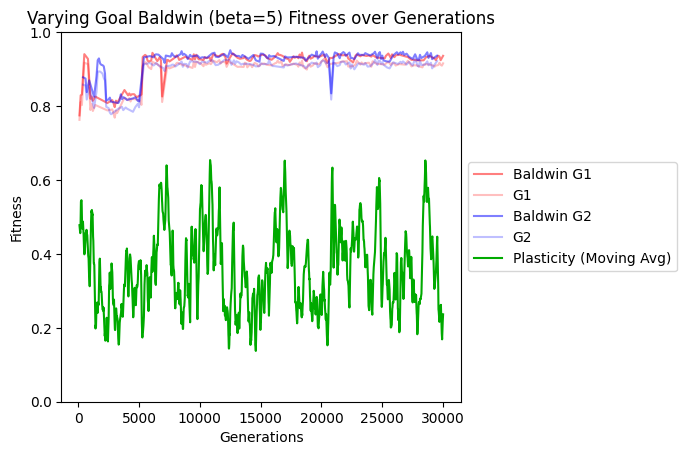 Varying Goal Baldwin (beta=5) Fitness over Generations
1.0
0.8
0.6
0.4
0.2
0.0
Fitness
0
5000
10000
15000
20000
25000
30000
Generations
Baldwin G1
G1
Baldwin G2
G2
Plasticity (Moving Avg)